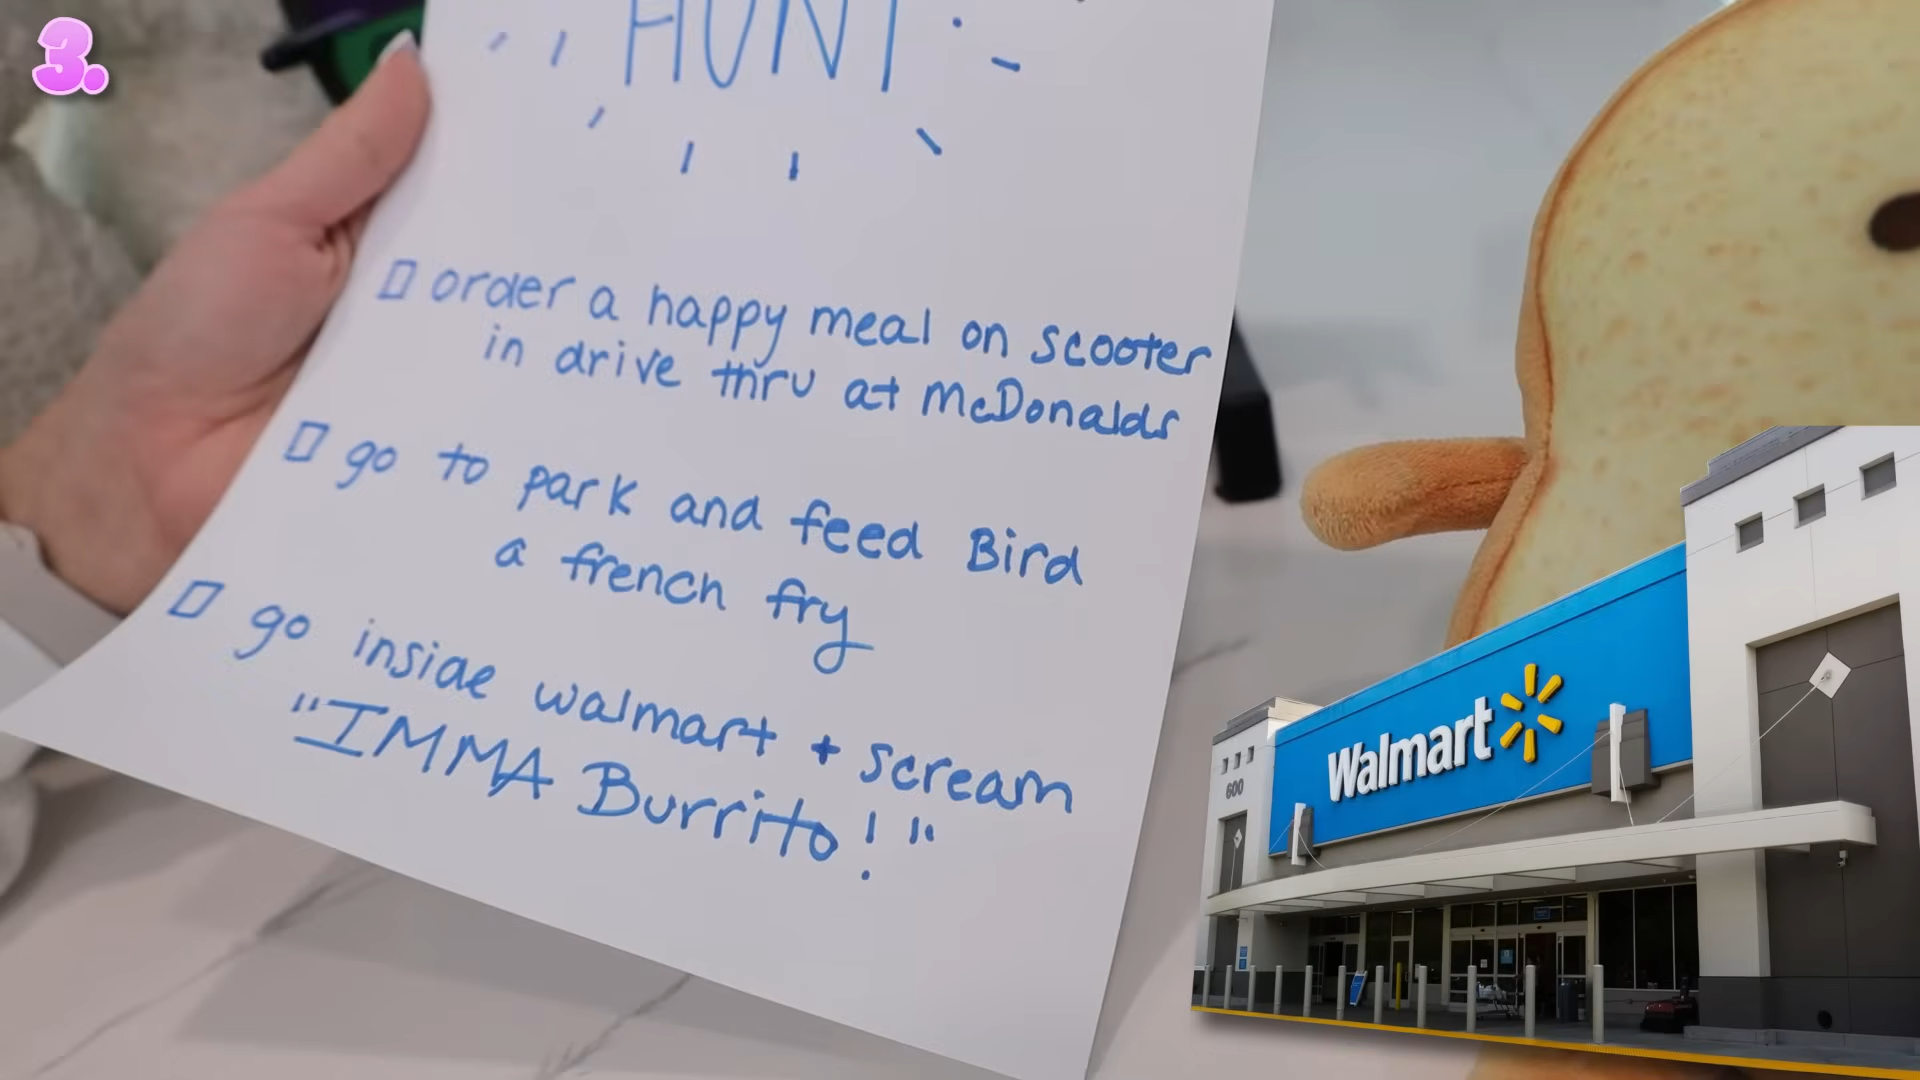 3.
HUNT
order a happy meal on scooter
in drive thru at McDonalds
go to park and feed Bird
a french fry
go inside walmart + scream
"IMMA Burrito!"
Walmart
600